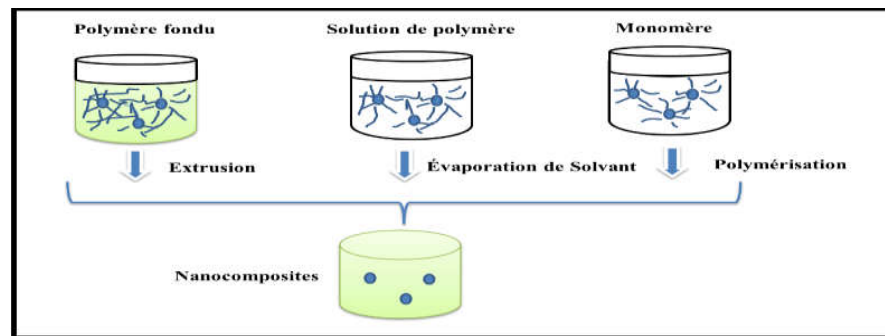 Polymère fondu
Solution de polymère
Monomère
Extrusion
Évaporation de Solvant
Polymérisation
Nanocomposites